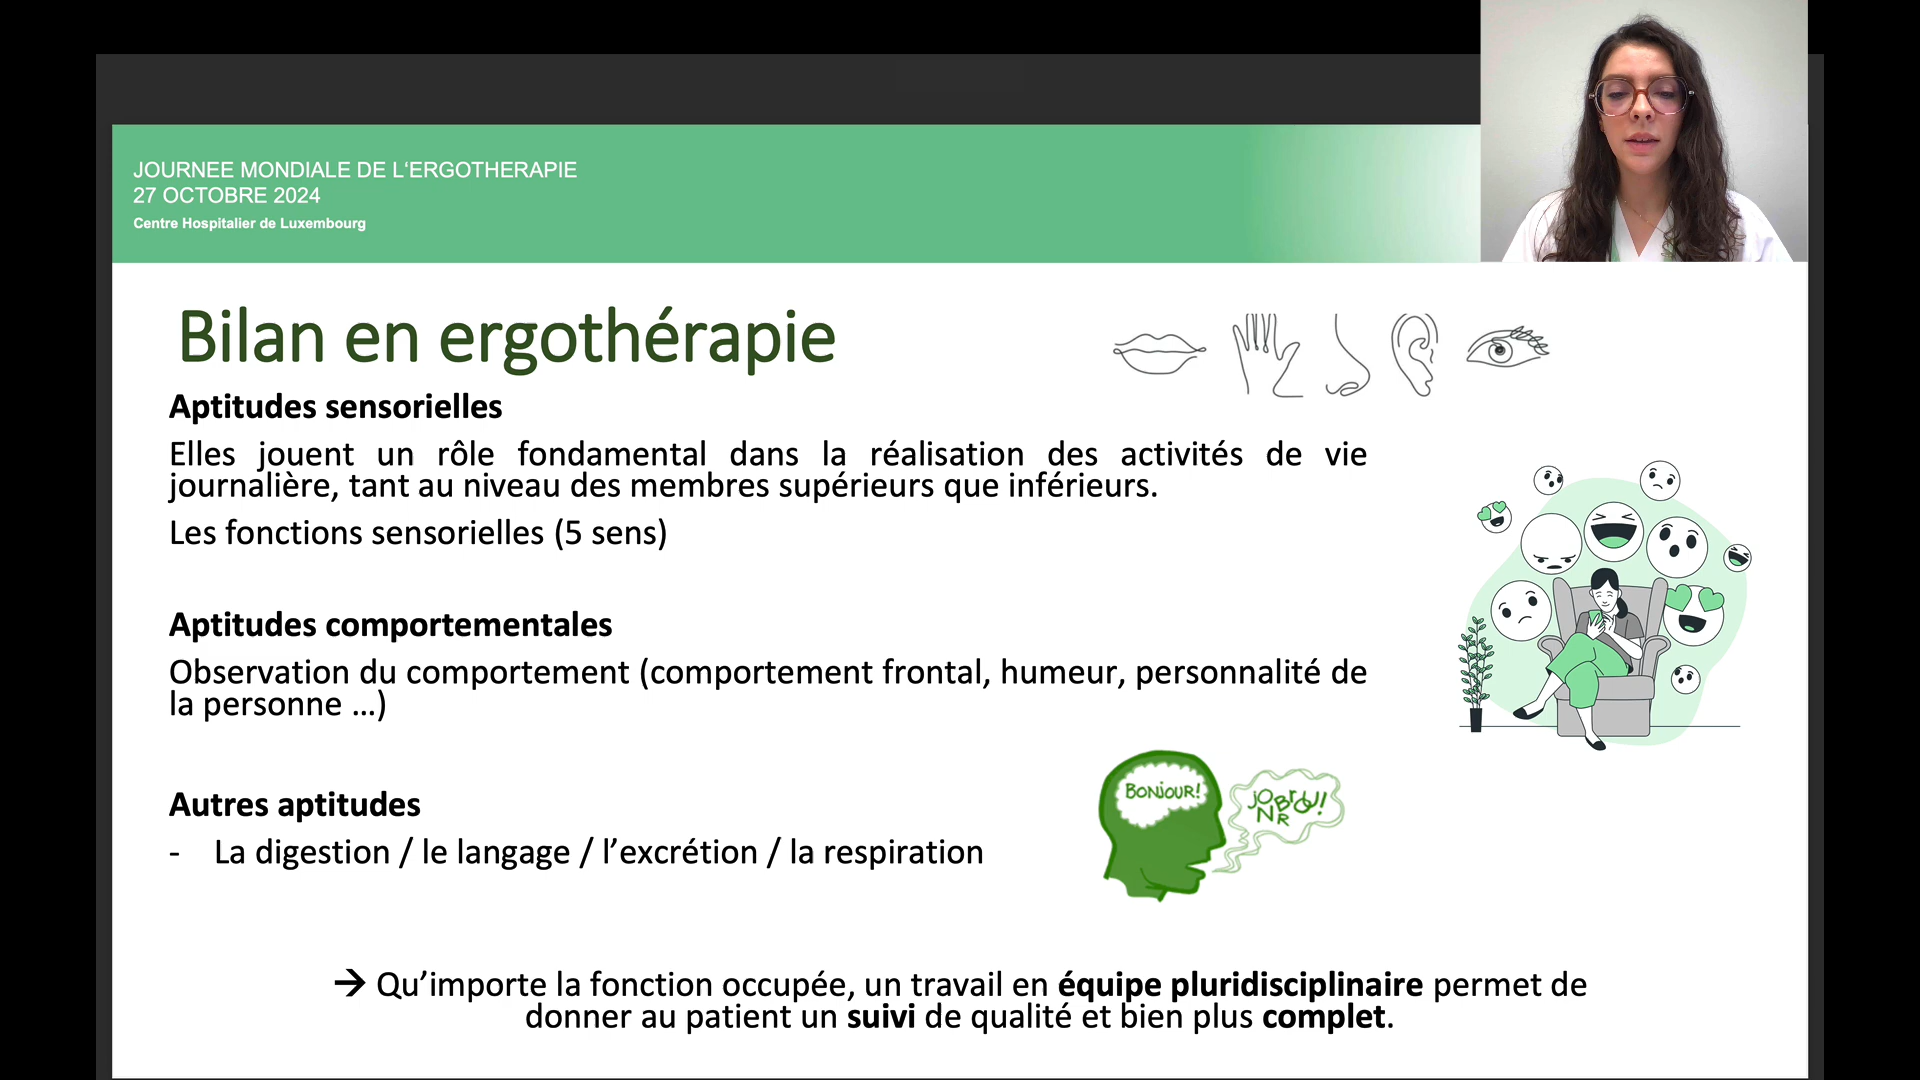 JOURNEE MONDIALE DE L‘ERGOTHERAPIE
27 OCTOBRE 2024
Centre Hospitalier de Luxembourg
Bilan en ergothérapie
Aptitudes sensorielles
Elles jouent un rôle fondamental dans la réalisation des activités de vie
journalière, tant au niveau des membres supérieurs que inférieurs.
Les fonctions sensorielles (5 sens)
Aptitudes comportementales
Observation du comportement (comportement frontal, humeur, personnalité de
la personne …)
BONJOUR!
Autres aptitudes
- La digestion / le langage / l’excrétion / la respiration
→ Qu’importe la fonction occupée, un travail en équipe pluridisciplinaire permet de
donner au patient un suivi de qualité et bien plus complet.